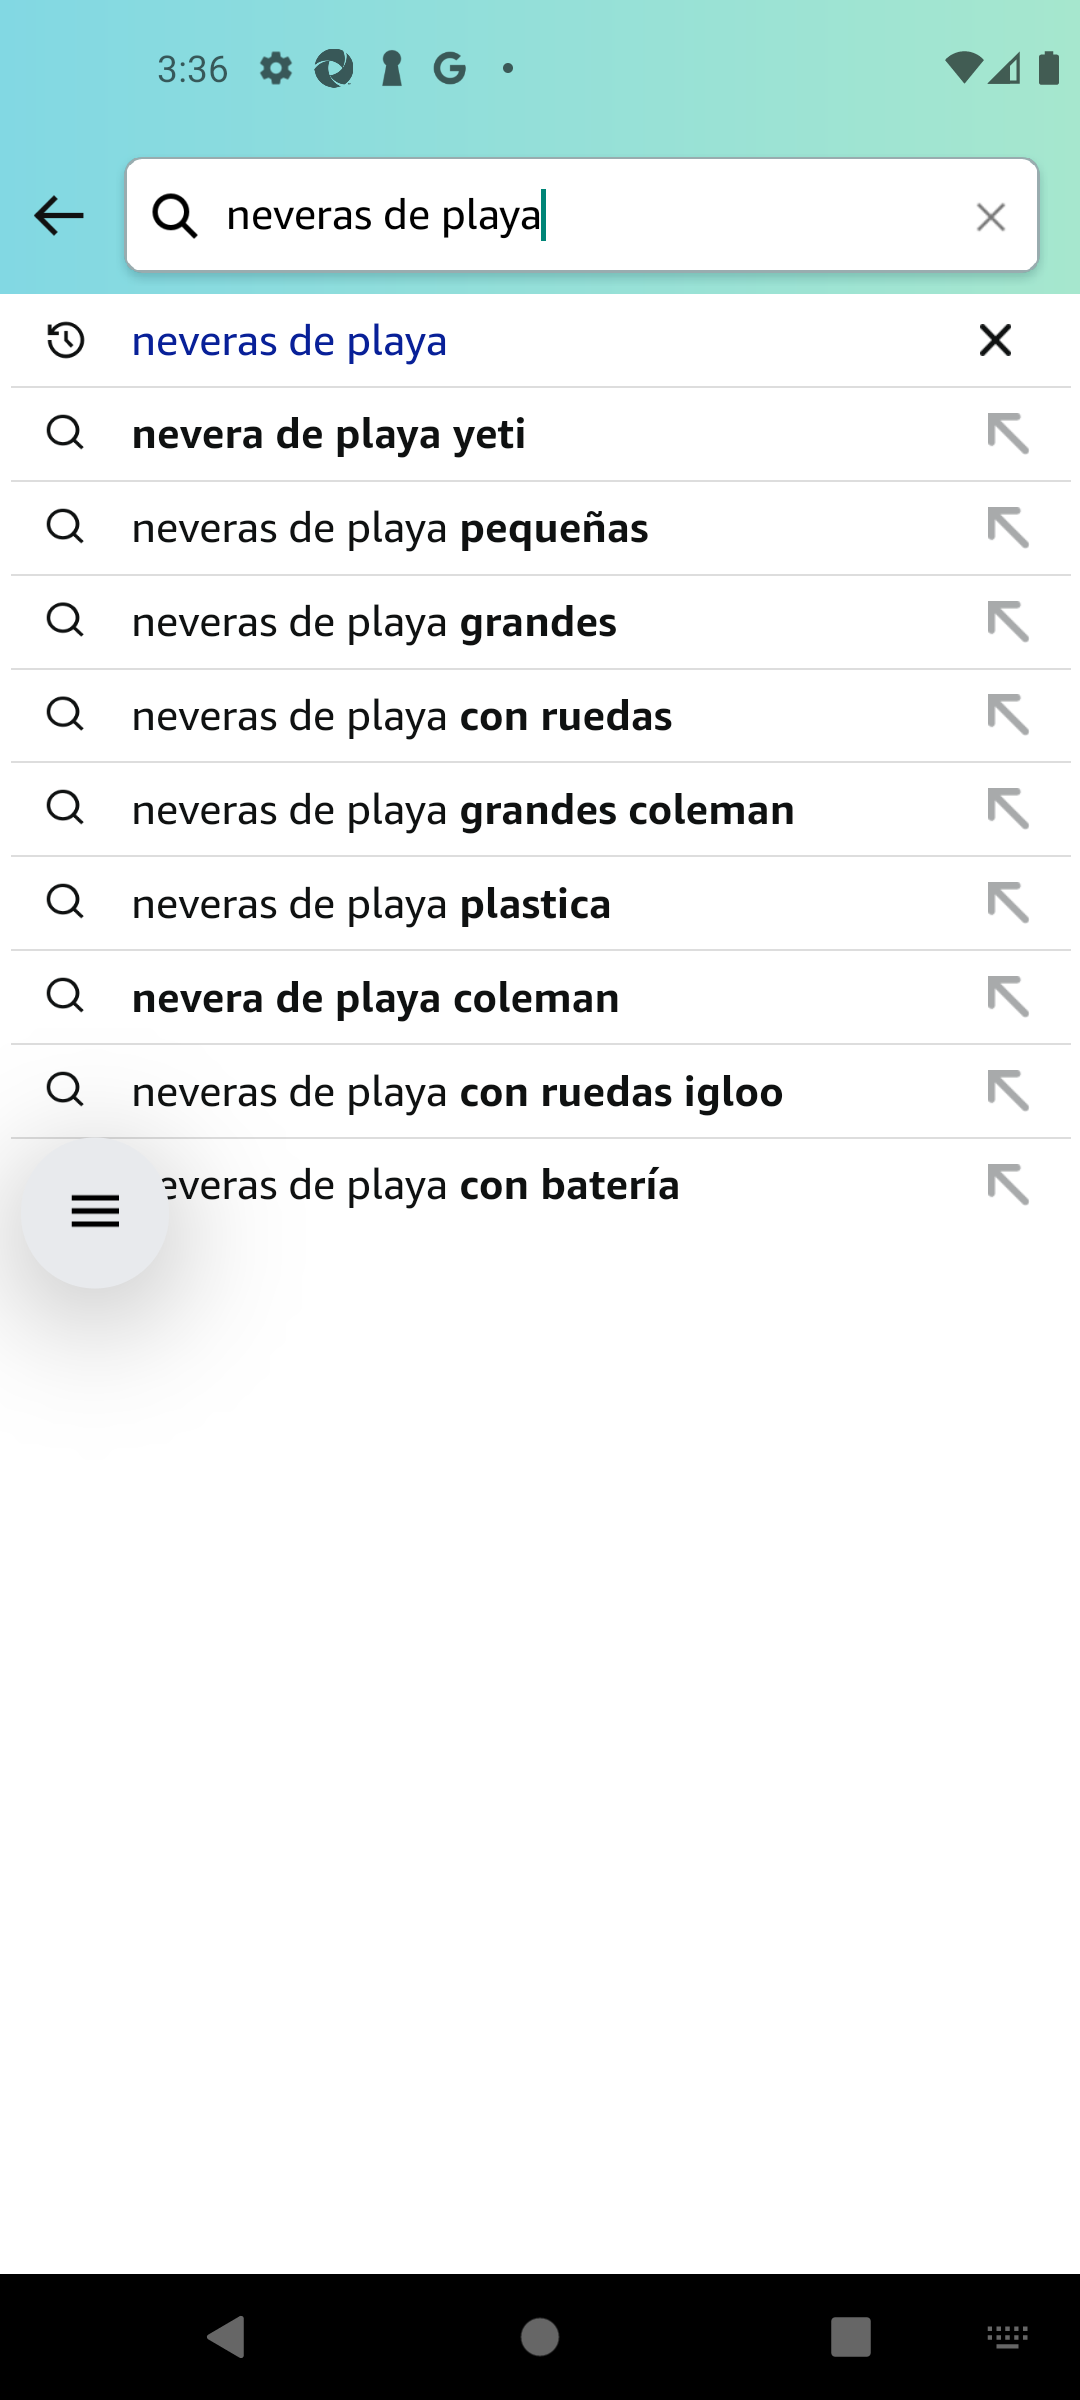 3:36
neveras de playa
neveras de playa
nevera de playa yeti
neveras de playa pequeñas
neveras de playa grandes
neveras de playa con ruedas
neveras de playa grandes coleman
neveras de playa plastica
nevera de playa coleman
neveras de playa con ruedas igloo
everas de playa con batería